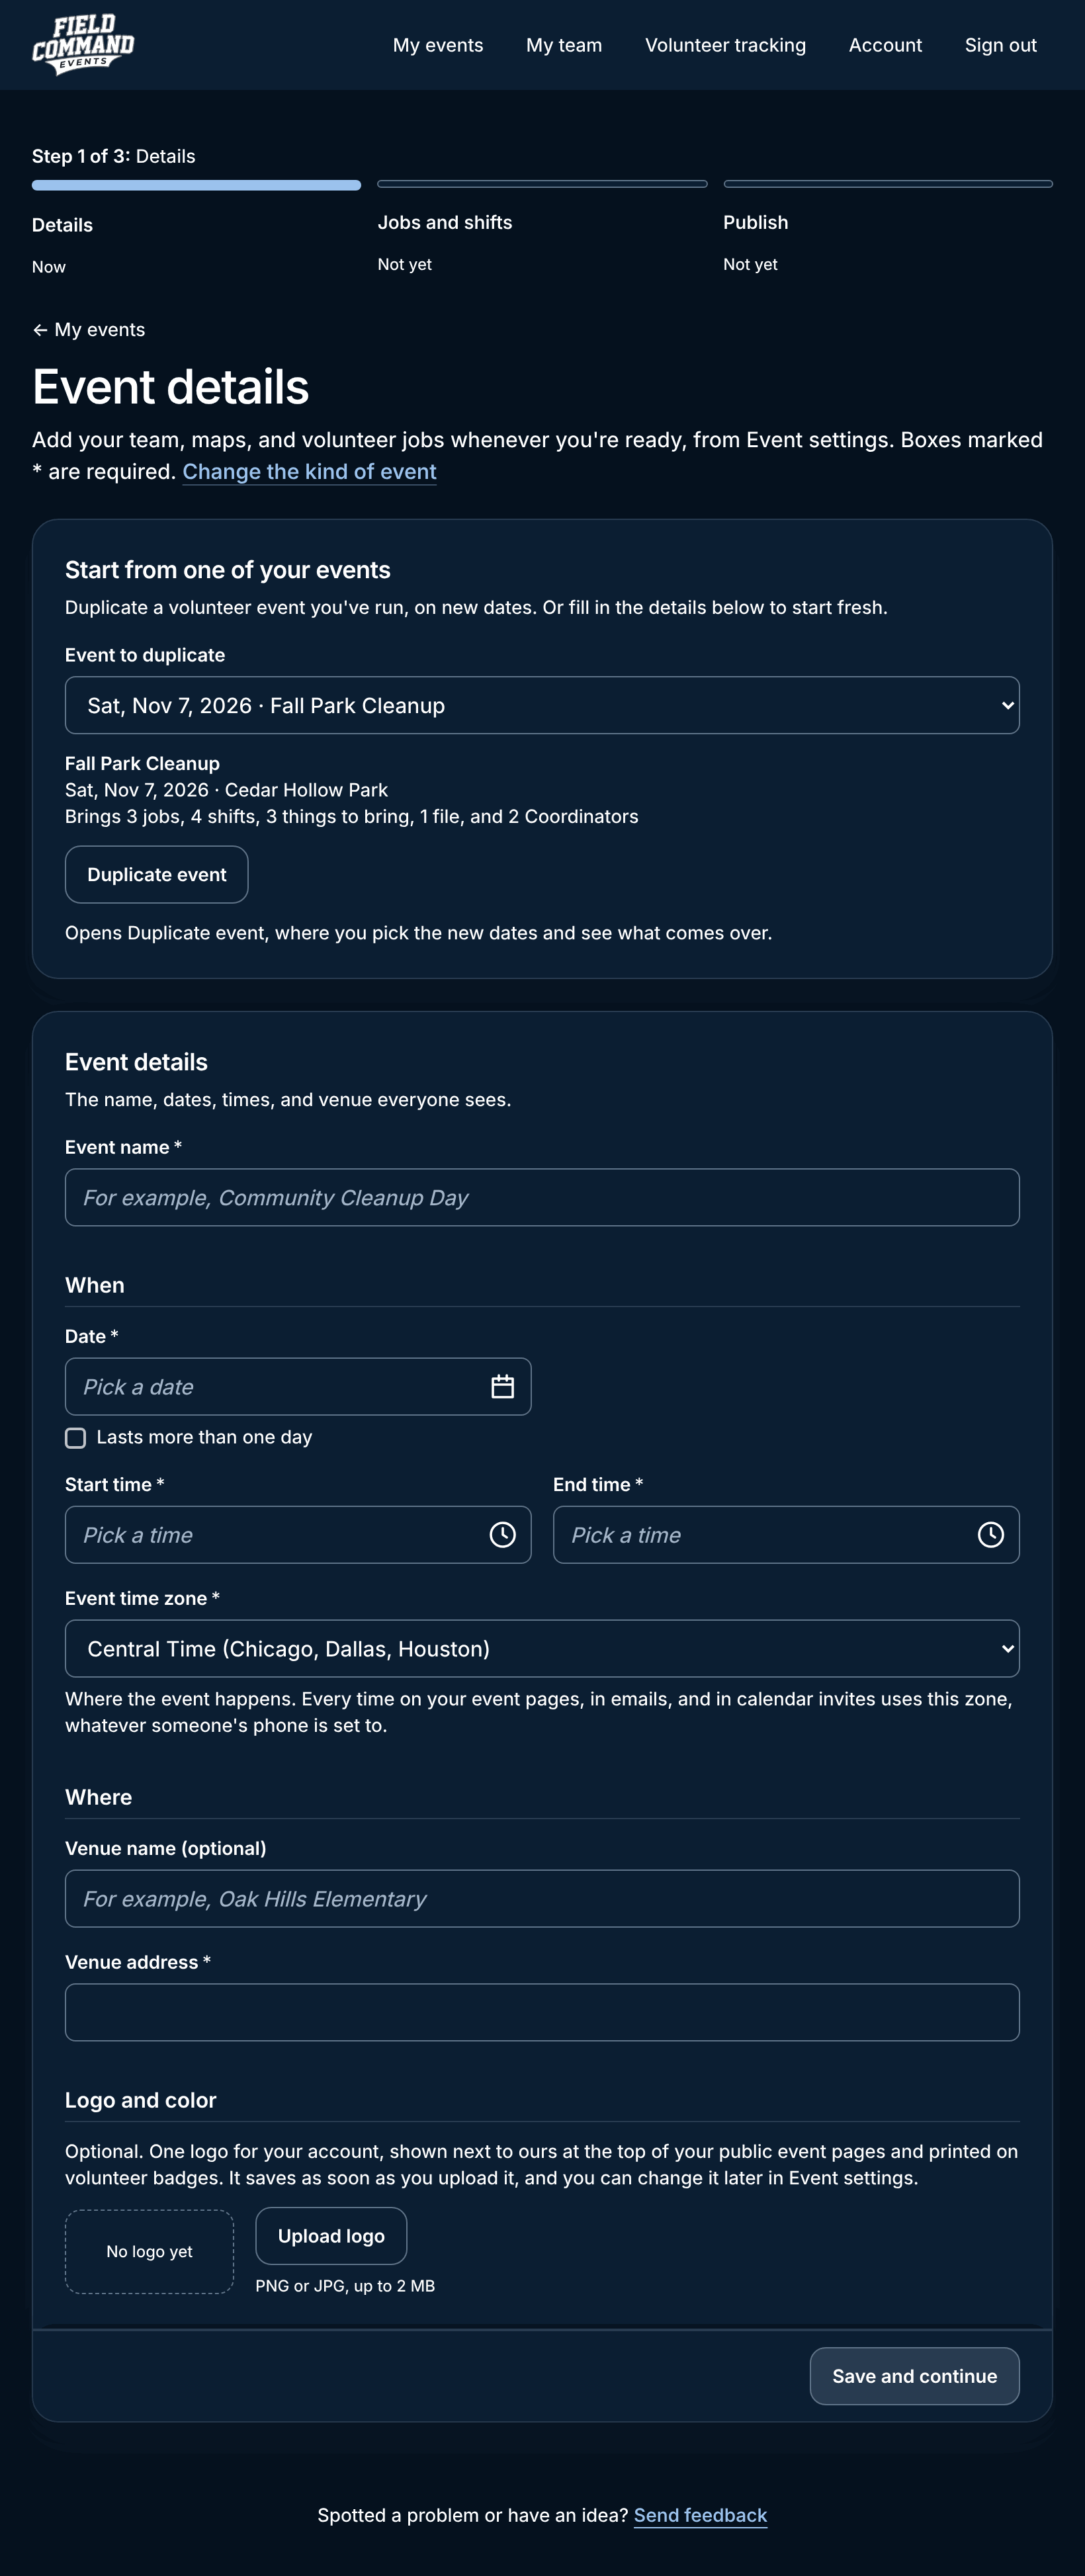 FIELD
COMMAND
EVENTS
My events
My team
Volunteer tracking
Account
Sign out
Step 1 of 3: Details
Details
Now
Jobs and shifts
Not yet
Publish
Not yet
← My events
Event details
Add your team, maps, and volunteer jobs whenever you're ready, from Event settings. Boxes marked
* are required. Change the kind of event
Start from one of your events
Duplicate a volunteer event you've run, on new dates. Or fill in the details below to start fresh.
Event to duplicate
Sat, Nov 7, 2026 · Fall Park Cleanup
Fall Park Cleanup
Sat, Nov 7, 2026 · Cedar Hollow Park
Brings 3 jobs, 4 shifts, 3 things to bring, 1 file, and 2 Coordinators
Duplicate event
Opens Duplicate event, where you pick the new dates and see what comes over.
Event details
The name, dates, times, and venue everyone sees.
Event name *
For example, Community Cleanup Day
When
Date *
Pick a date
Lasts more than one day
Start time *
End time *
Pick a time
Pick a time
Event time zone *
Central Time (Chicago, Dallas, Houston)
Where the event happens. Every time on your event pages, in emails, and in calendar invites uses this zone,
whatever someone's phone is set to.
Where
Venue name (optional)
For example, Oak Hills Elementary
Venue address *
Logo and color
Optional. One logo for your account, shown next to ours at the top of your public event pages and printed on
volunteer badges. It saves as soon as you upload it, and you can change it later in Event settings.
No logo yet
Upload logo
PNG or JPG, up to 2 MB
Save and continue
Spotted a problem or have an idea? Send feedback